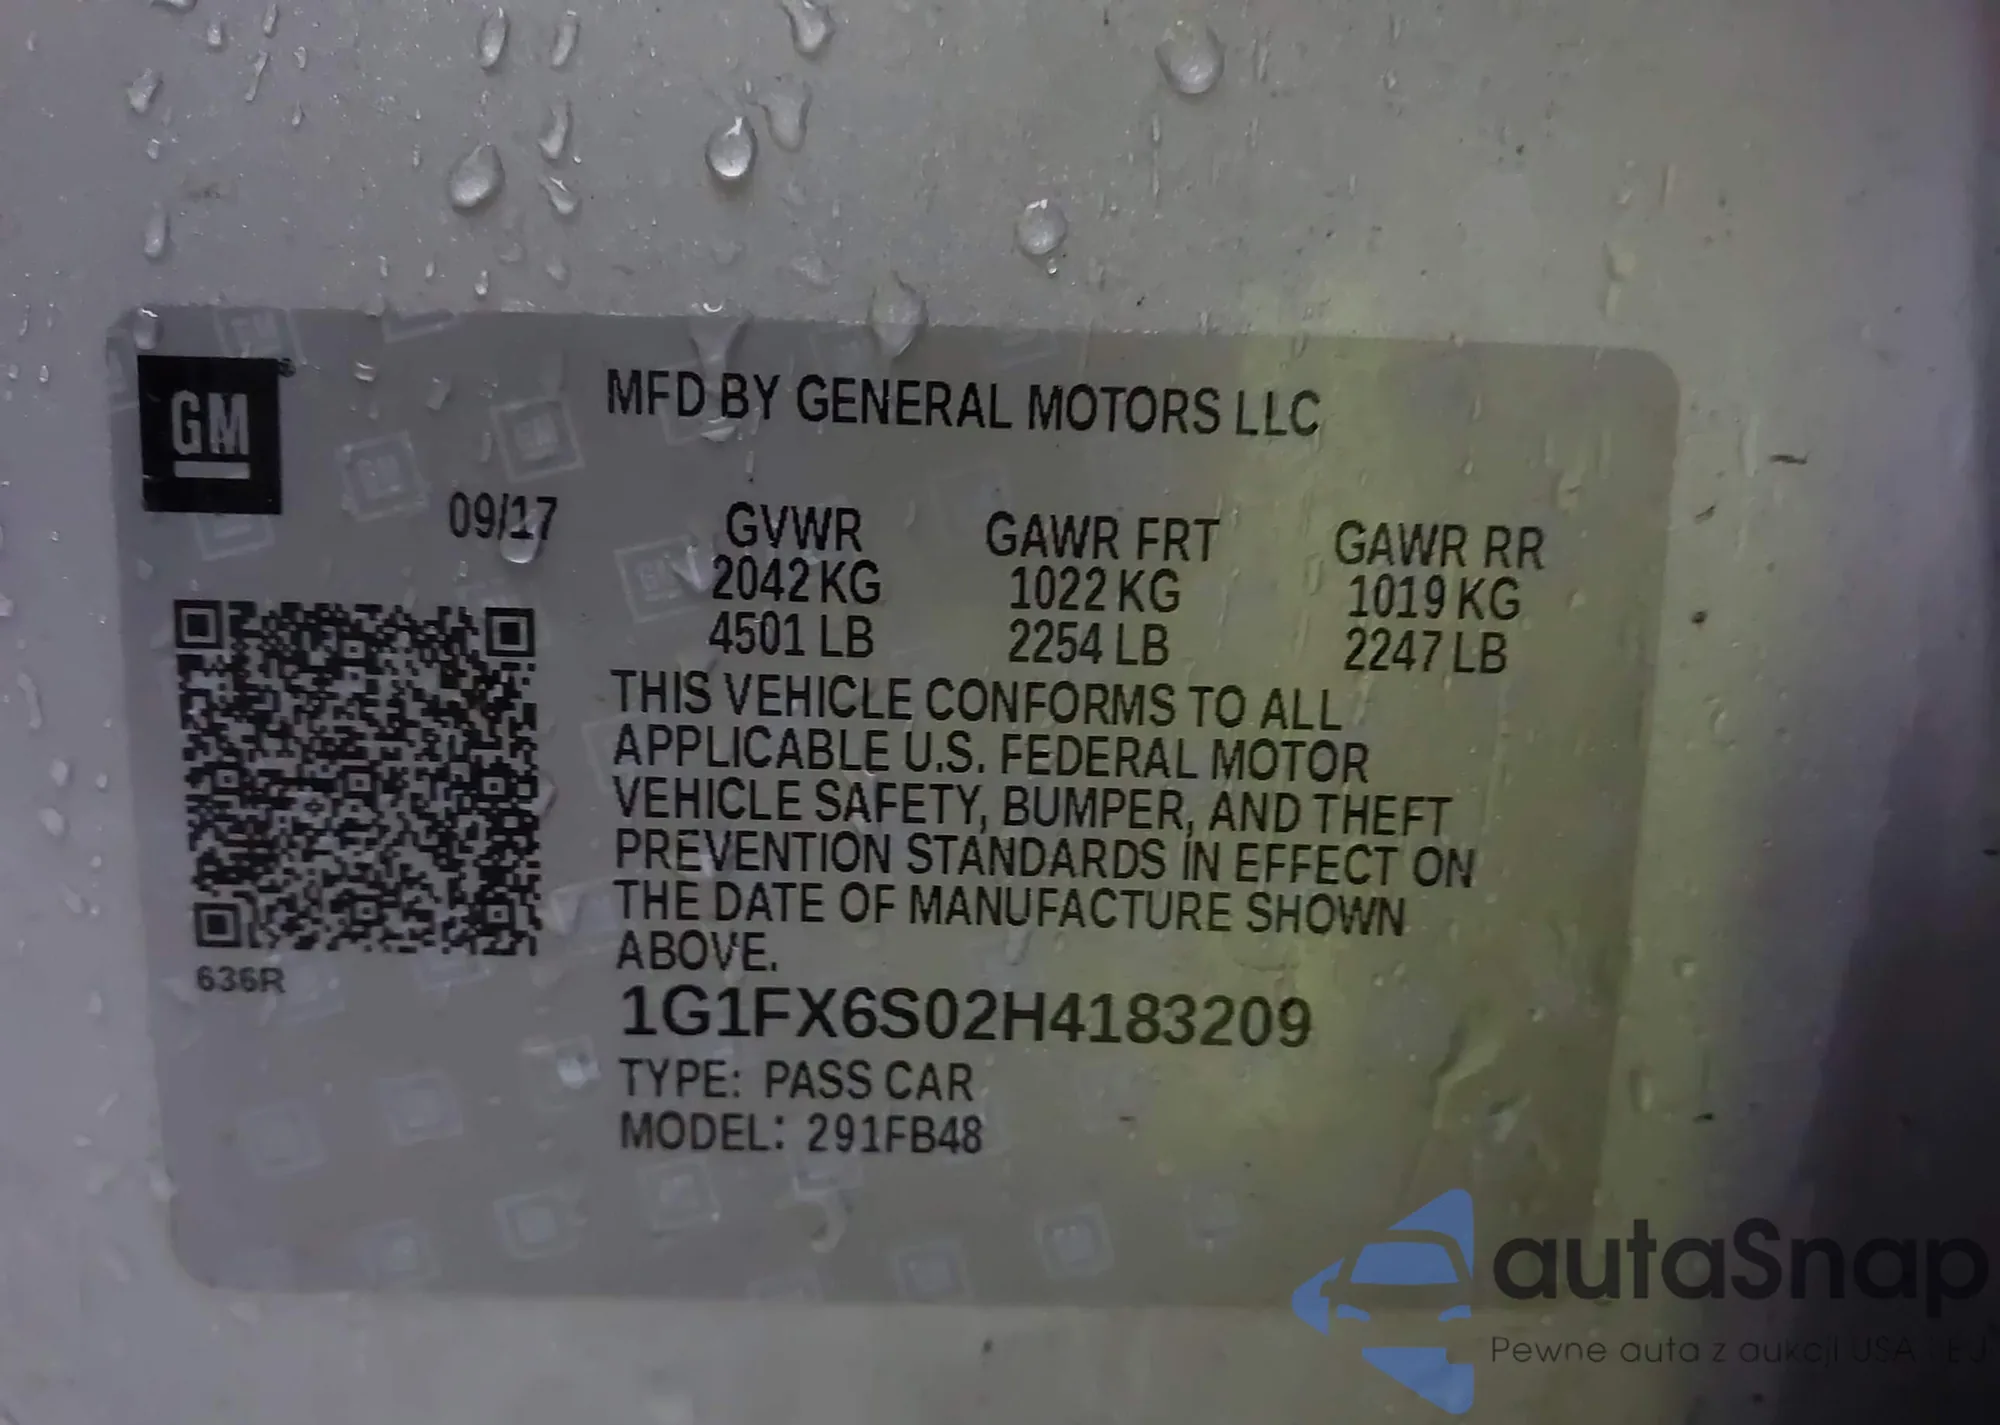 GM
MFD BY GENERAL MOTORS LLC
09/17
GVWR GAWR FRT GAWR RR
2042 KG 1022 KG 1019 KG
4501 LB 2254 LB 2247 LB
THIS VEHICLE CONFORMS TO ALL
APPLICABLE U.S. FEDERAL MOTOR
VEHICLE SAFETY, BUMPER, AND THEFT
PREVENTION STANDARDS IN EFFECT ON
THE DATE OF MANUFACTURE SHOWN
ABOVE.
636R
1G1FX6S02H4183209
TYPE: PASS CAR
MODEL: 291FB48
autaSnap
Pewne auta z aukcji USA